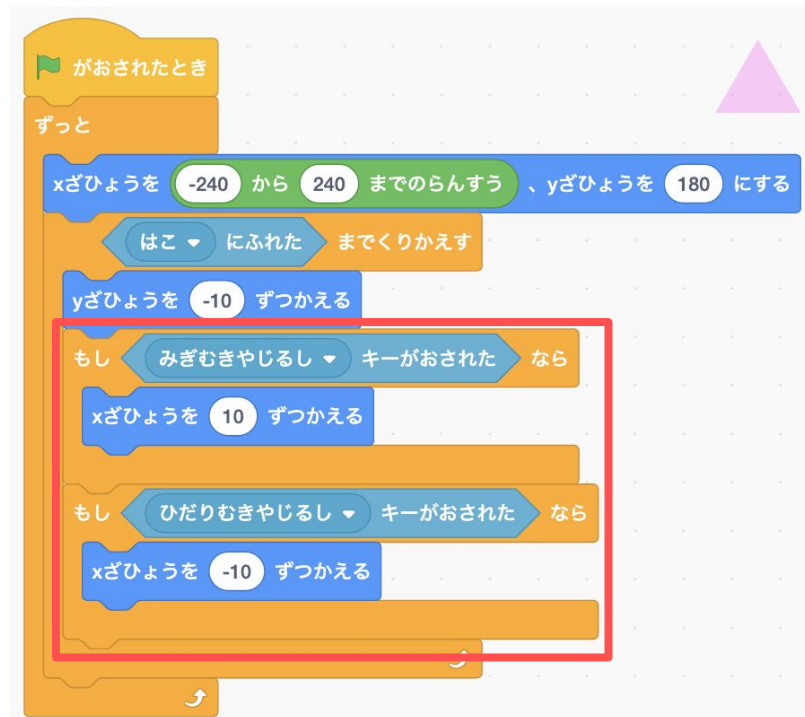 がおされたとき
ずっと
xざひょうを -240 から 240 までのらんすう 、yざひょうを 180 にする
はこ にふれた までくりかえす
yざひょうを -10 ずつかえる
もし みぎむきやじるし キーがおされた なら
xざひょうを 10 ずつかえる
もし ひだりむきやじるし キーがおされた なら
xざひょうを -10 ずつかえる